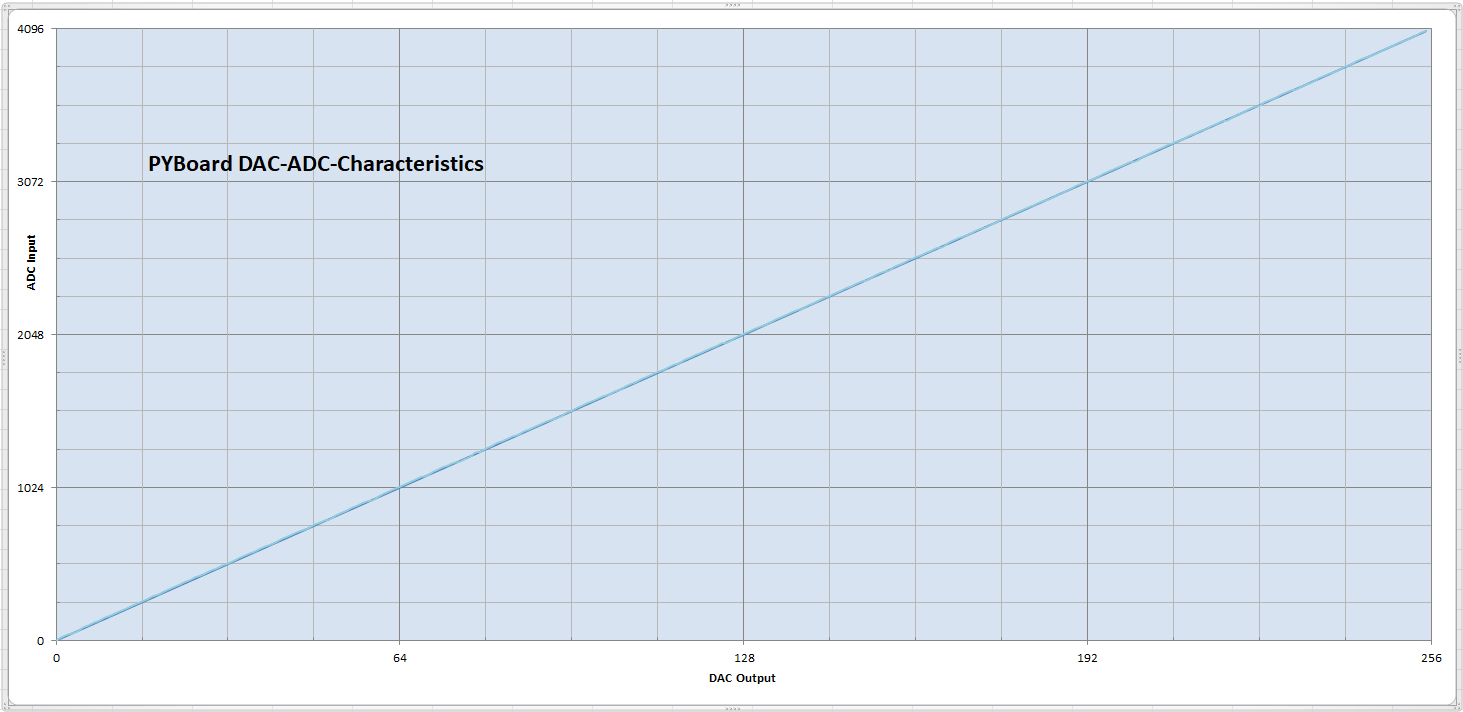 4096
PYBoard DAC-ADC-Characteristics
3072
ADC Input
2048
1024
0
0 64 128 192 256
DAC Output